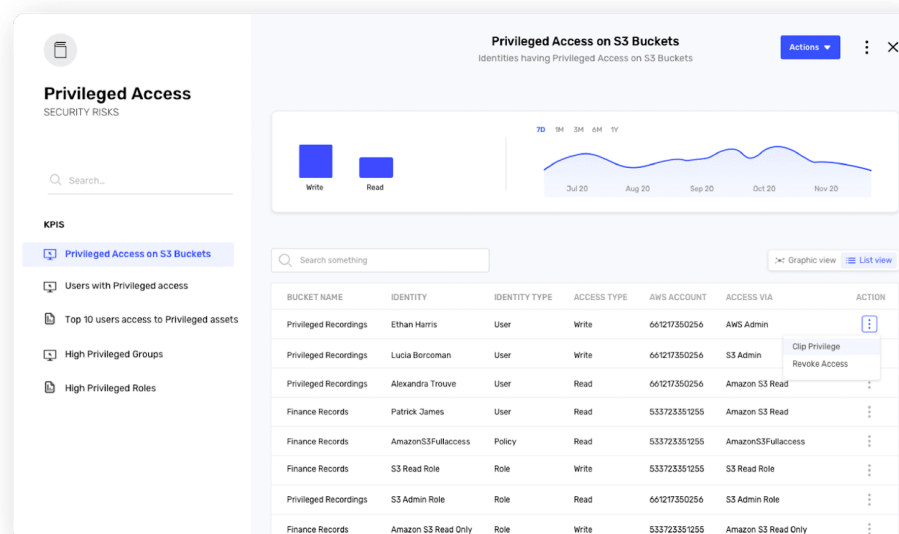 Privileged Access on S3 Buckets
Identities having Privileged Access on S3 Buckets
Actions
Privileged Access
SECURITY RISKS
Search...
KPIS
Privileged Access on S3 Buckets
Users with Privileged access
Top 10 users access to Privileged assets
High Privileged Groups
High Privileged Roles
Write Read
7D 1M 3M 6M 1Y
Jul 20 Aug 20 Sep 20 Oct 20 Nov 20
Search something
Graphic view List view
BUCKET NAME IDENTITY IDENTITY TYPE ACCESS TYPE AWS ACCOUNT ACCESS VIA ACTION
Privileged Recordings Ethan Harris User Write 661217350256 AWS Admin
Clip Privilege
Revoke Access
Privileged Recordings Lucia Borcoman User Write 661217350256 S3 Admin
Privileged Recordings Alexandra Trouve User Read 661217350256 Amazon S3 Read
Finance Records Patrick James User Read 533723351255 Amazon S3 Read
Finance Records AmazonS3Fullaccess Policy Read 533723351255 AmazonS3Fullaccess
Finance Records S3 Read Role Role Write 533723351255 S3 Read Role
Privileged Recordings S3 Admin Role Role Read 661217350256 S3 Admin Role
Finance Records Amazon S3 Read Only Role Write 533723351255 Amazon S3 Read Only